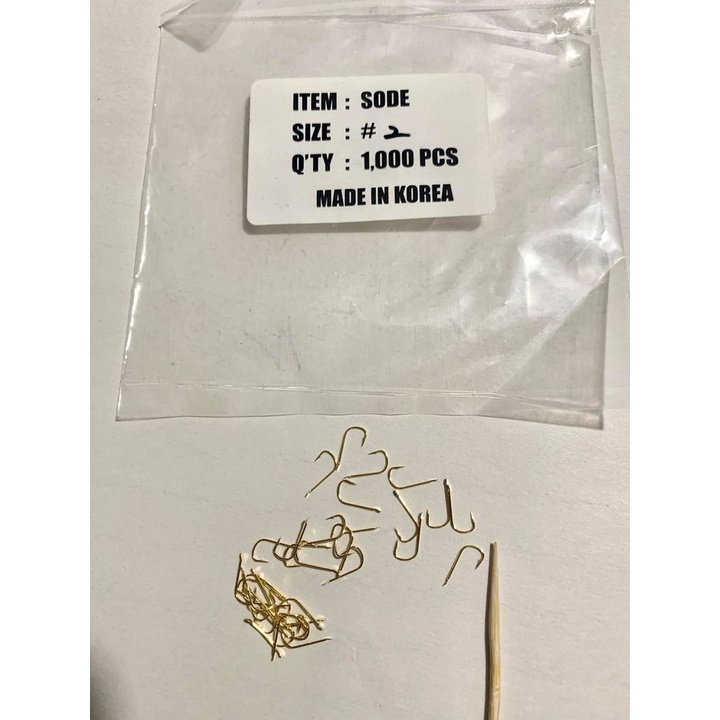 ITEM : SODE
SIZE : # 2
Q'TY : 1,000 PCS
MADE IN KOREA